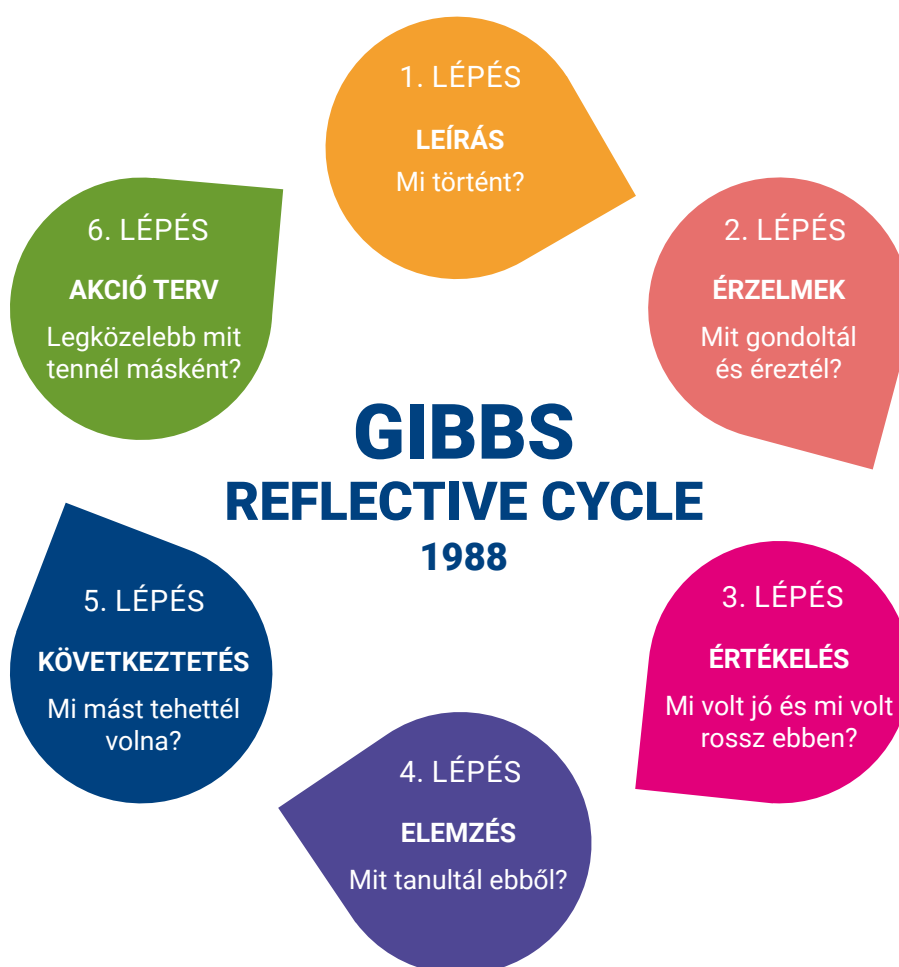 1. LÉPÉS
LEÍRÁS
Mi történt?
2. LÉPÉS
ÉRZELMEK
Mit gondoltál
és éreztél?
3. LÉPÉS
ÉRTÉKELÉS
Mi volt jó és mi volt
rossz ebben?
4. LÉPÉS
ELEMZÉS
Mit tanultál ebből?
5. LÉPÉS
KÖVETKEZTETÉS
Mi mást tehettél
volna?
6. LÉPÉS
AKCIÓ TERV
Legközelebb mit
tennél másként?
GIBBS
REFLECTIVE CYCLE
1988